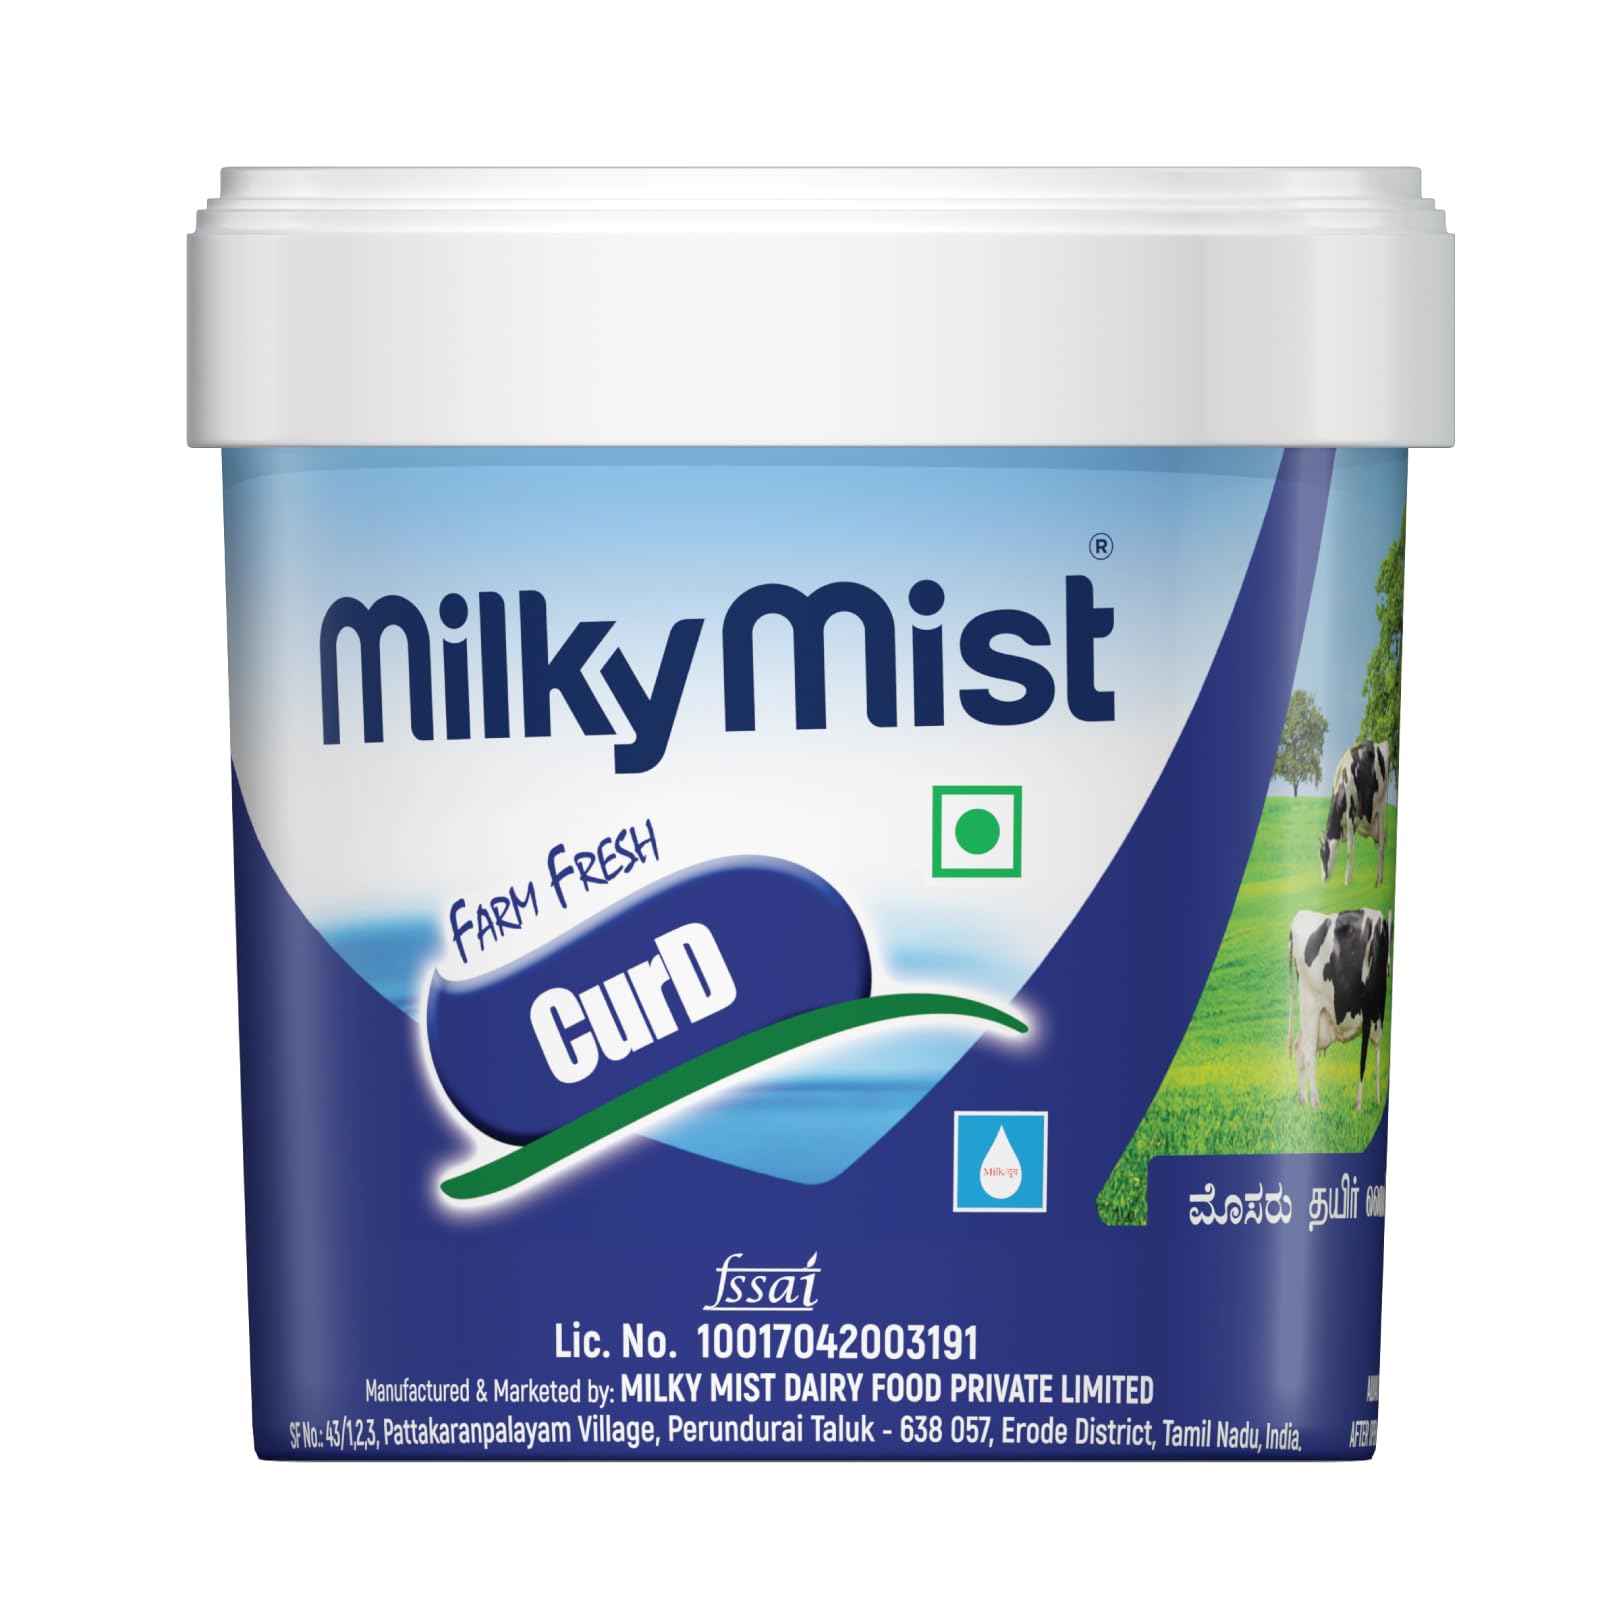 milky mist ®
FARM FRESH
CurD
Milk/दूध
ಮೊಸರು தயிர்
fssai
Lic. No. 10017042003191
Manufactured & Marketed by: MILKY MIST DAIRY FOOD PRIVATE LIMITED
SF No.: 43/1,2,3, Pattakaranpalayam Village, Perundurai Taluk - 638 057, Erode District, Tamil Nadu, India.
AFTER